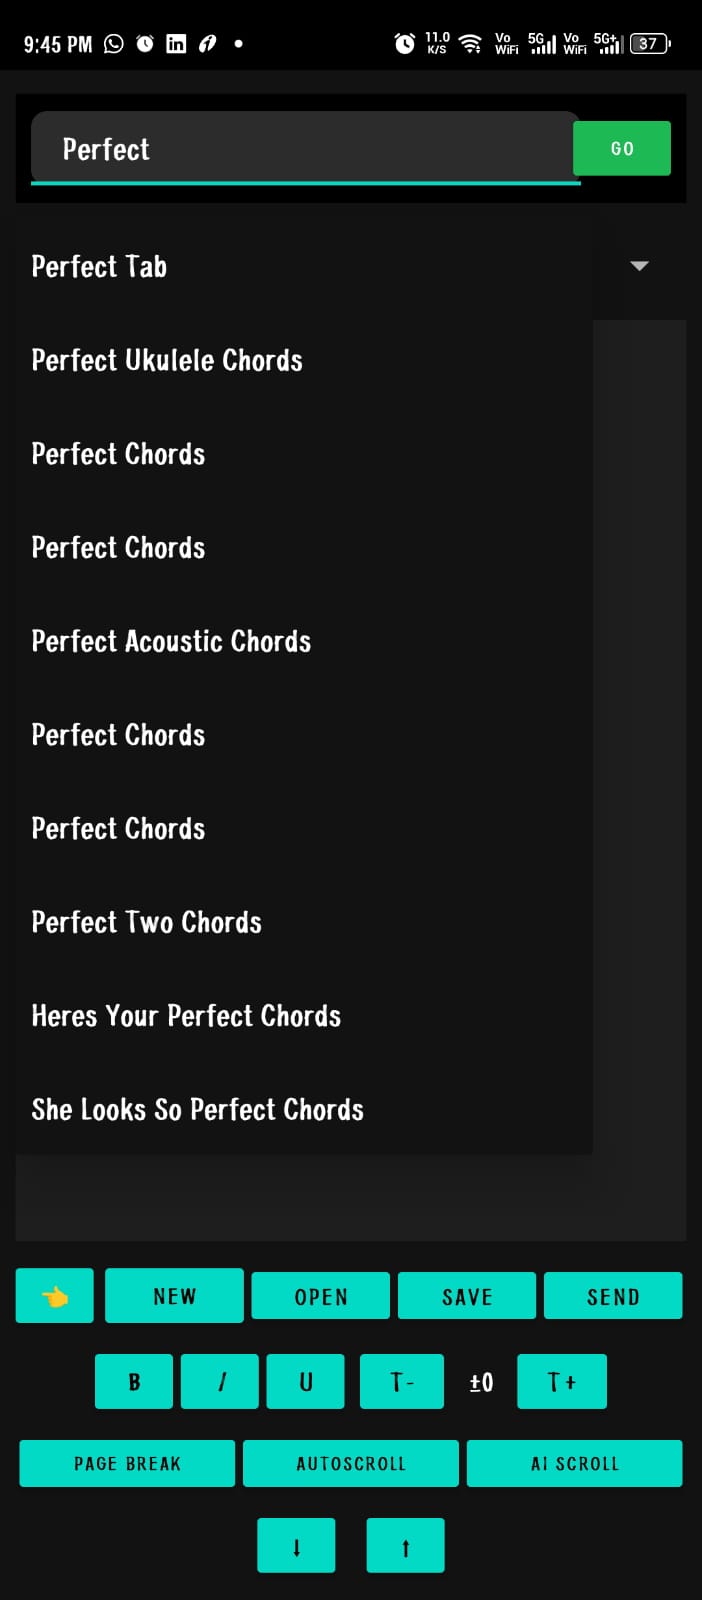 9:45 PM
11.0 K/S
Vo WiFi
5G
Vo WiFi
5G+
37
Perfect
GO
Perfect Tab
Perfect Ukulele Chords
Perfect Chords
Perfect Chords
Perfect Acoustic Chords
Perfect Chords
Perfect Chords
Perfect Two Chords
Heres Your Perfect Chords
She Looks So Perfect Chords
NEW
OPEN
SAVE
SEND
B
/
U
T-
±0
T+
PAGE BREAK
AUTOSCROLL
AI SCROLL
↓
↑